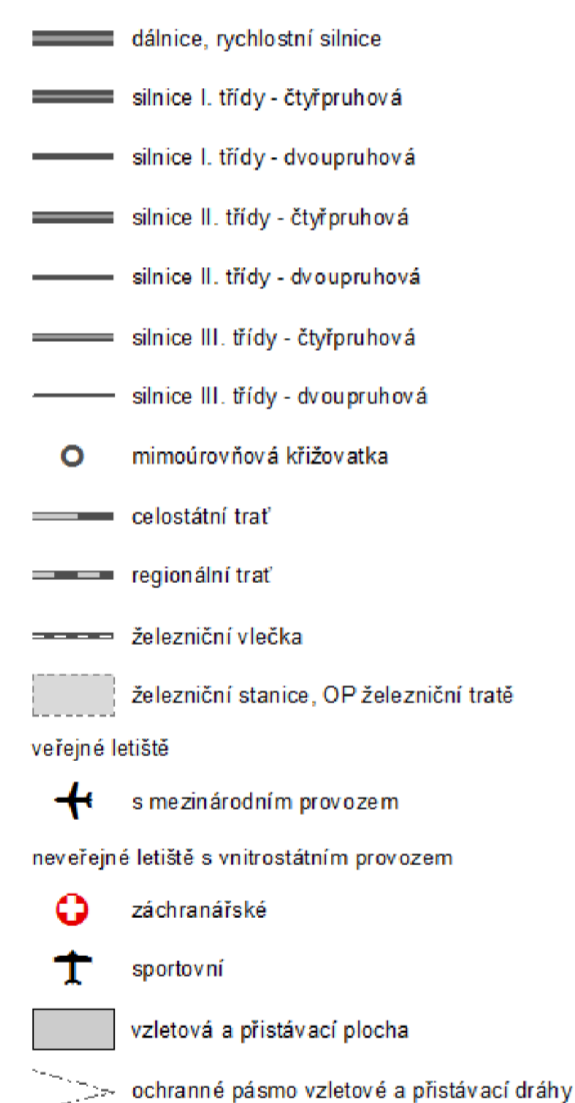 dálnice, rychlostní silnice
silnice I. třídy - čtyřpruhová
silnice I. třídy - dvoupruhová
silnice II. třídy - čtyřpruhová
silnice II. třídy - dvoupruhová
silnice III. třídy - čtyřpruhová
silnice III. třídy - dvoupruhová
mimoúrovňová křižovatka
celostátní trať
regionální trať
železniční vlečka
železniční stanice, OP železniční tratě
veřejné letiště
s mezinárodním provozem
neveřejné letiště s vnitrostátním provozem
záchranářské
sportovní
vzletová a přistávací plocha
ochranné pásmo vzletové a přistávací dráhy